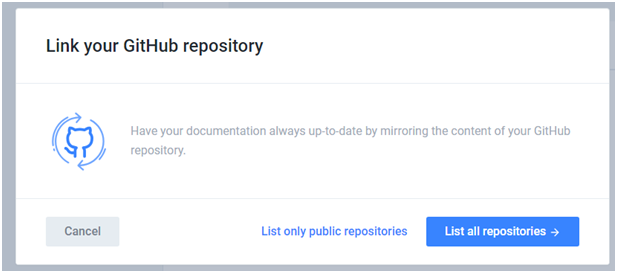 Link your GitHub repository
Have your documentation always up-to-date by mirroring the content of your GitHub
repository.
Cancel
List only public repositories
List all repositories →